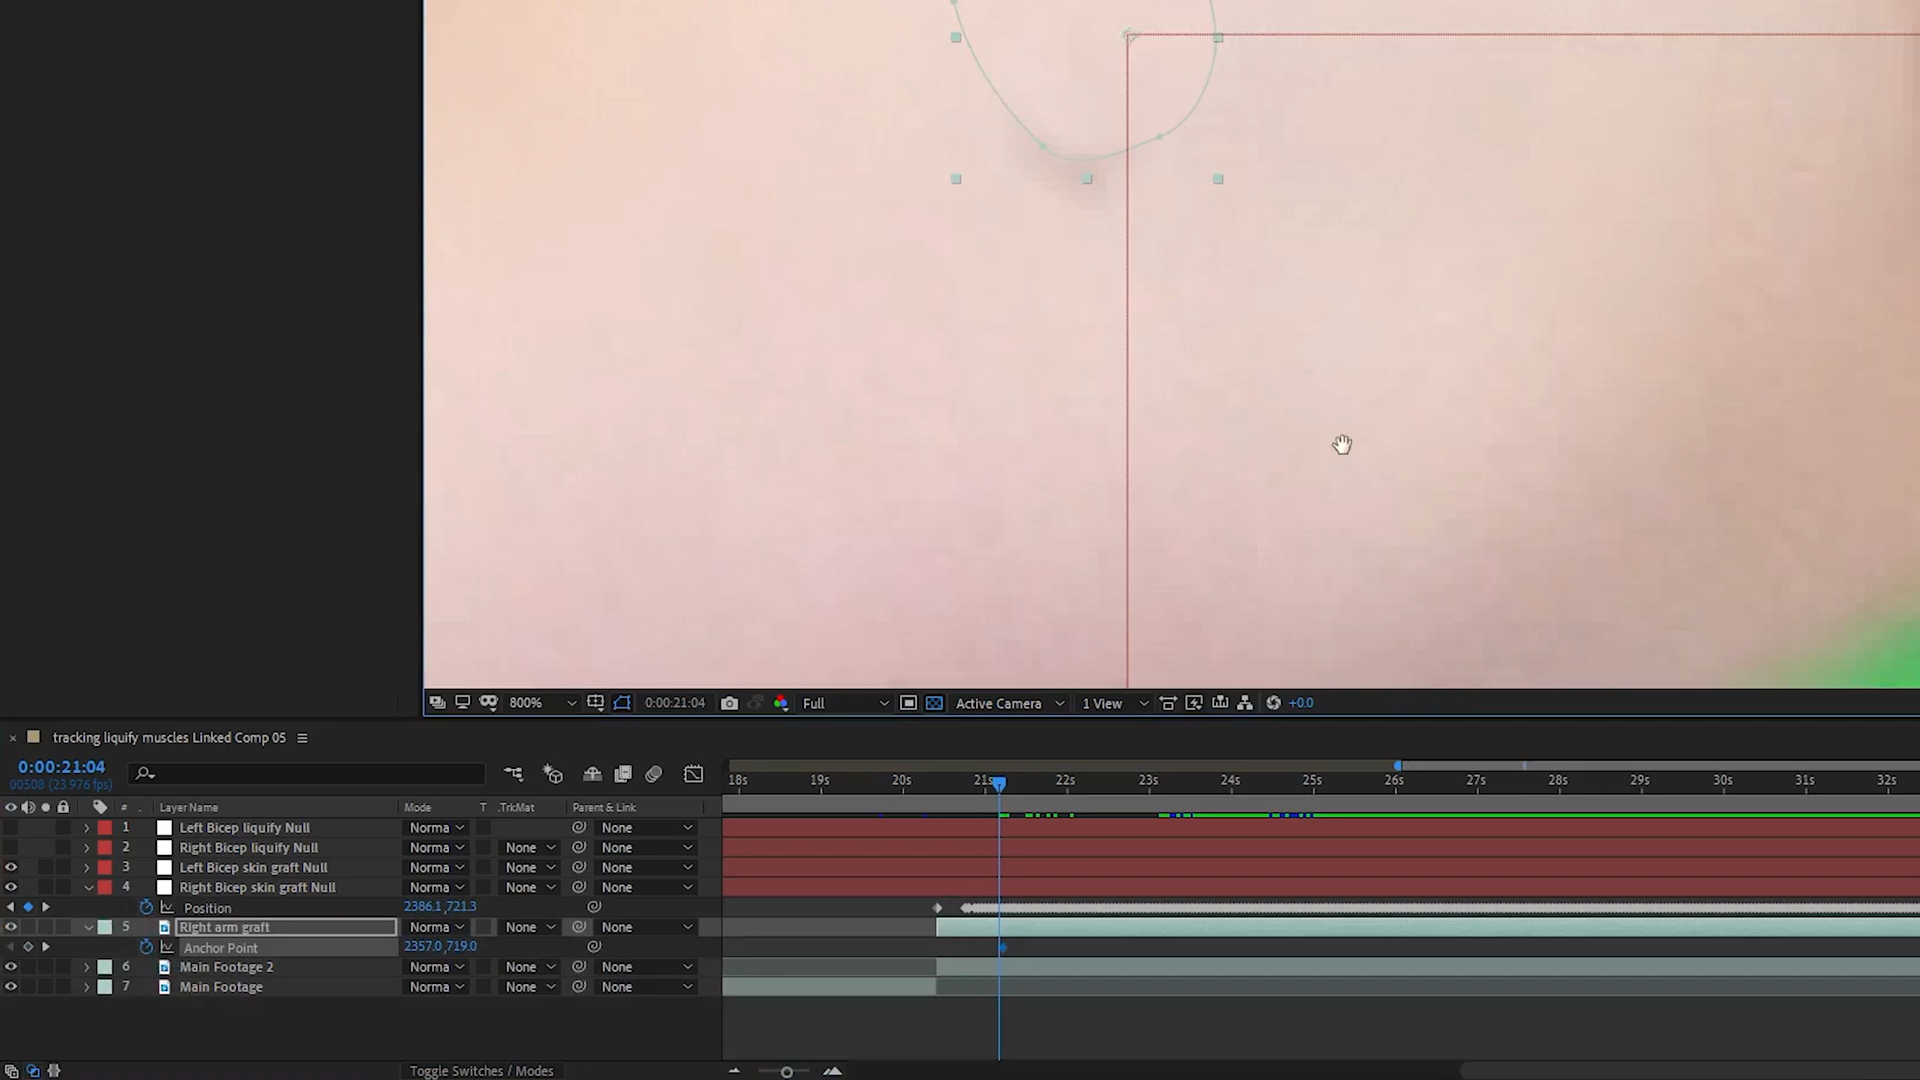 800%
0:00:21:04
Full
Active Camera
1 View
+0.0
tracking liquify muscles Linked Comp 05
0:00:21:04
00508 (23.976 fps)
18s 19s 20s 21s 22s 23s 24s 25s 26s 27s 28s 29s 30s 31s 32s
# . Layer Name Mode T .TrkMat Parent & Link
1 Left Bicep liquify Null Norma None
2 Right Bicep liquify Null Norma None None
3 Left Bicep skin graft Null Norma None None
4 Right Bicep skin graft Null Norma None None
Position 2386.1,721.3
5 Right arm graft Norma None None
Anchor Point 2357.0,719.0
6 Main Footage 2 Norma None None
7 Main Footage Norma None None
Toggle Switches / Modes